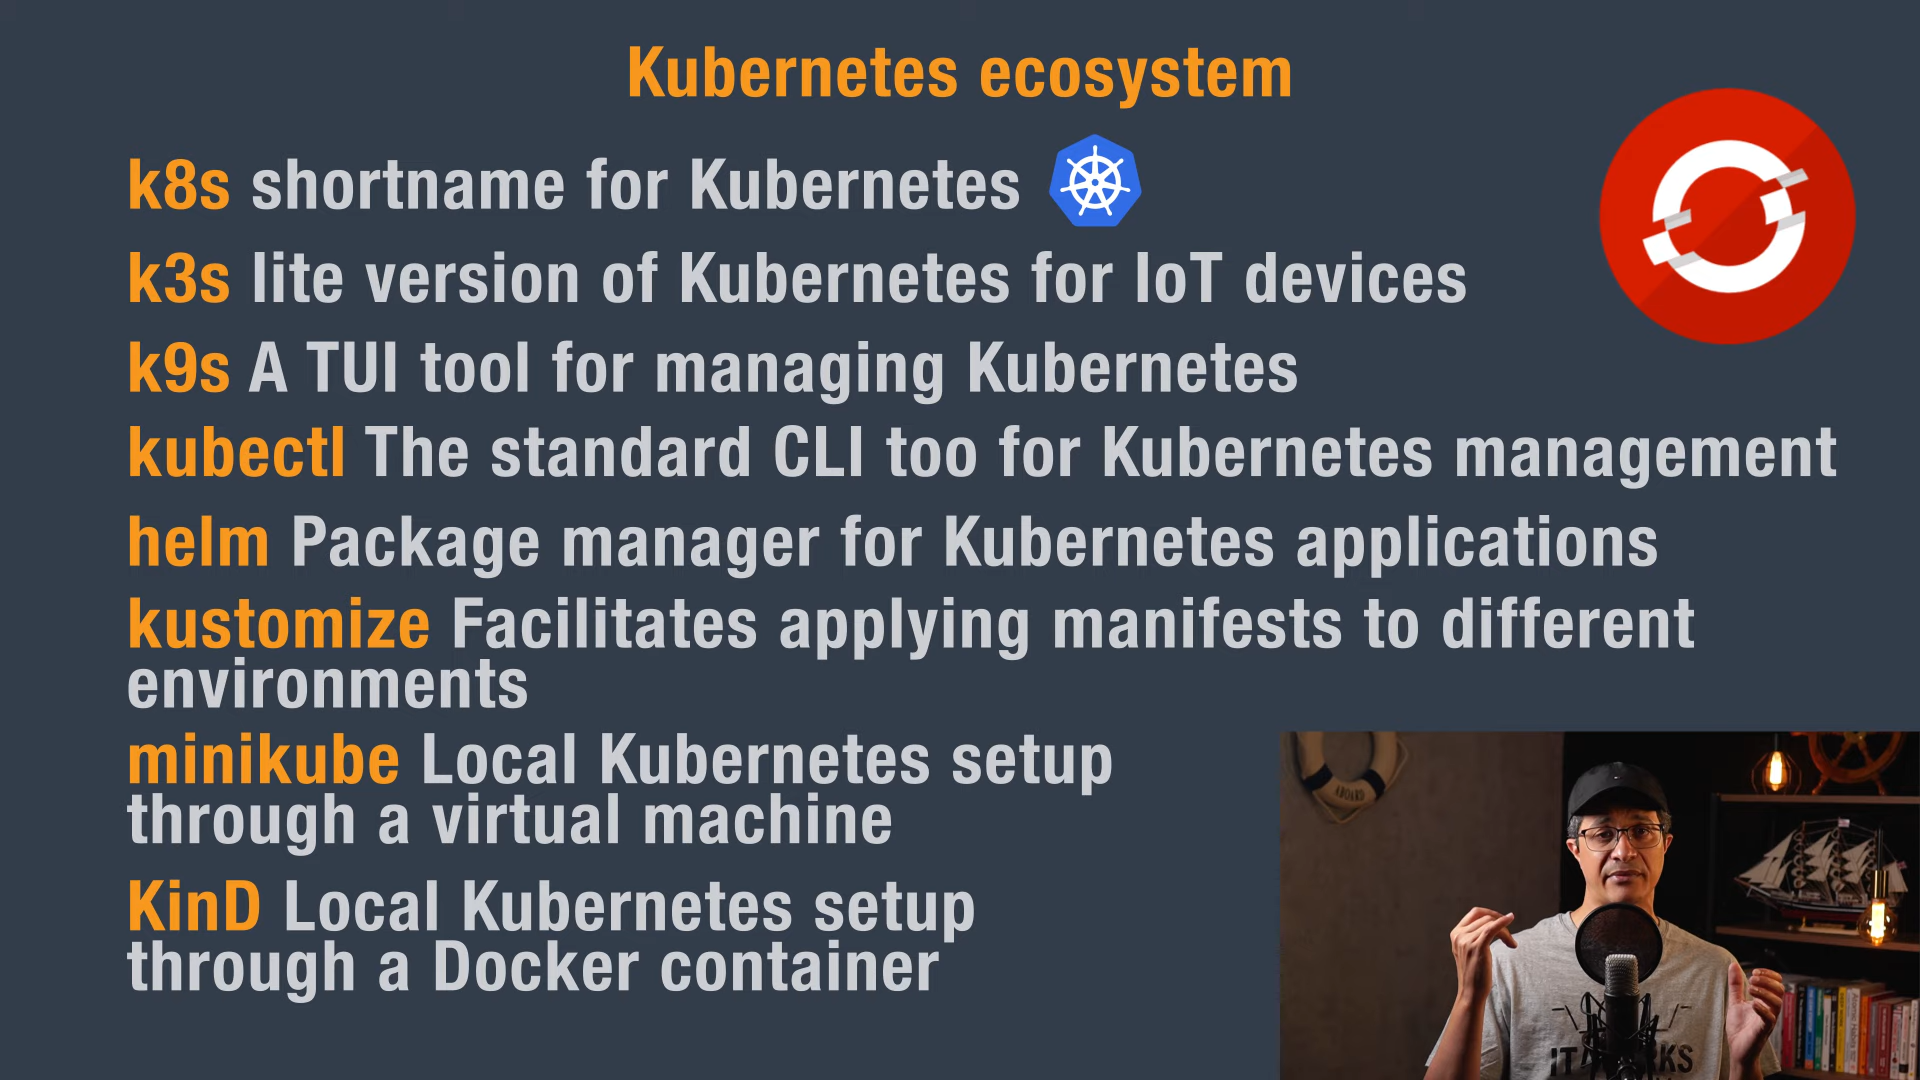 Kubernetes ecosystem
k8s shortname for Kubernetes
k3s lite version of Kubernetes for IoT devices
k9s A TUI tool for managing Kubernetes
kubectl The standard CLI too for Kubernetes management
helm Package manager for Kubernetes applications
kustomize Facilitates applying manifests to different
environments
minikube Local Kubernetes setup
through a virtual machine
KinD Local Kubernetes setup
through a Docker container
ABOARD